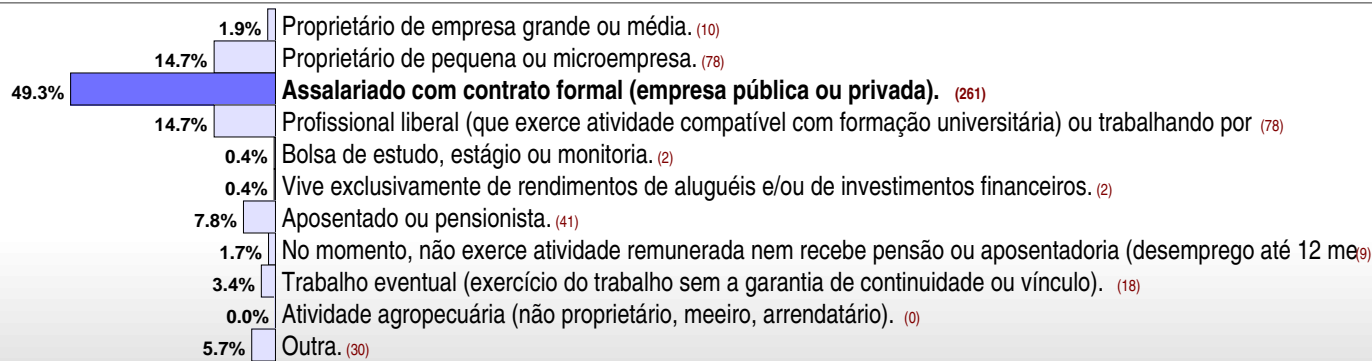 1.9% Proprietário de empresa grande ou média. (10)
14.7% Proprietário de pequena ou microempresa. (78)
49.3% Assalariado com contrato formal (empresa pública ou privada). (261)
14.7% Profissional liberal (que exerce atividade compatível com formação universitária) ou trabalhando por (78)
0.4% Bolsa de estudo, estágio ou monitoria. (2)
0.4% Vive exclusivamente de rendimentos de aluguéis e/ou de investimentos financeiros. (2)
7.8% Aposentado ou pensionista. (41)
1.7% No momento, não exerce atividade remunerada nem recebe pensão ou aposentadoria (desemprego até 12 me(9)
3.4% Trabalho eventual (exercício do trabalho sem a garantia de continuidade ou vínculo). (18)
0.0% Atividade agropecuária (não proprietário, meeiro, arrendatário). (0)
5.7% Outra. (30)